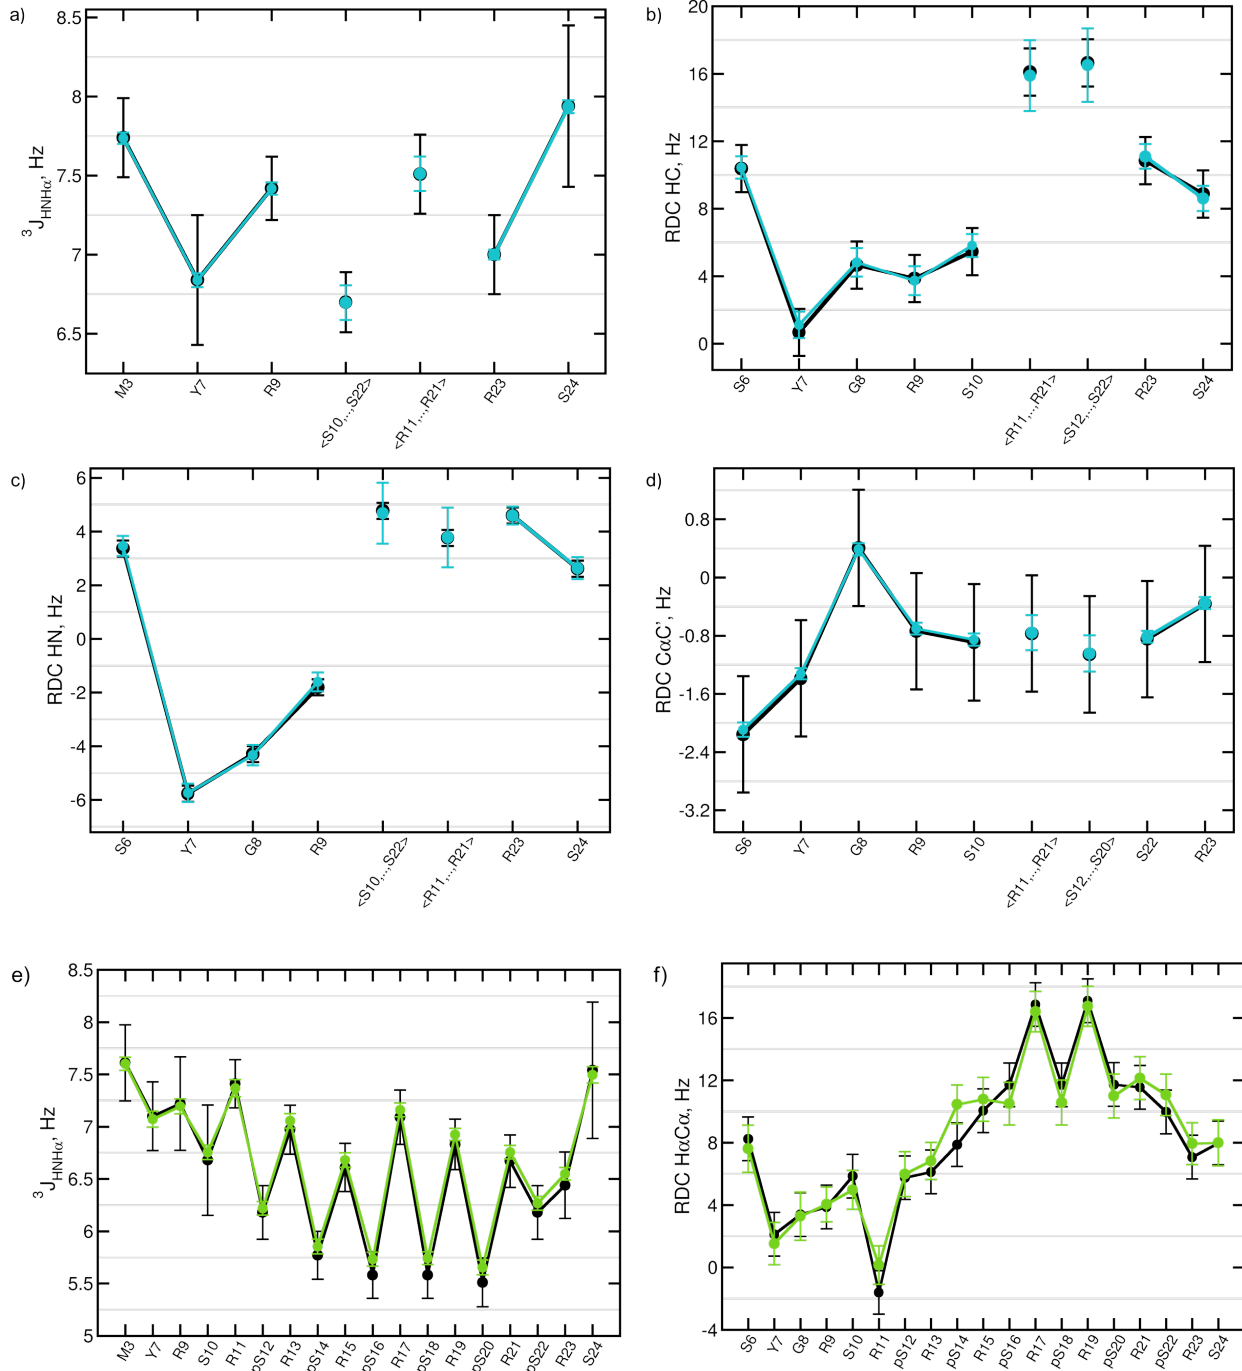 a)
³J_HNHα, Hz
8.5
8
7.5
7
6.5
M3 Y7 R9 <S10,...,S22> <R11,...,R21> R23 S24
b)
RDC HC, Hz
20
16
12
8
4
0
S6 Y7 G8 R9 S10 <R11,...,R21> <S12,...,S22> R23 S24
c)
RDC HN, Hz
6
4
2
0
-2
-4
-6
S6 Y7 G8 R9 <S10,...,S22> <R11,...,R21> R23 S24
d)
RDC CαC', Hz
0.8
0
-0.8
-1.6
-2.4
-3.2
S6 Y7 G8 R9 S10 <R11,...,R21> <S12,...,S20> S22 R23
e)
³J_HNHα, Hz
8.5
8
7.5
7
6.5
6
5.5
5
M3 Y7 R9 S10 R11 pS12 R13 pS14 R15 pS16 R17 pS18 R19 pS20 R21 pS22 R23 S24
f)
RDC HαCα, Hz
16
12
8
4
0
-4
S6 Y7 G8 R9 S10 R11 pS12 R13 pS14 R15 pS16 R17 pS18 R19 pS20 R21 pS22 R23 S24